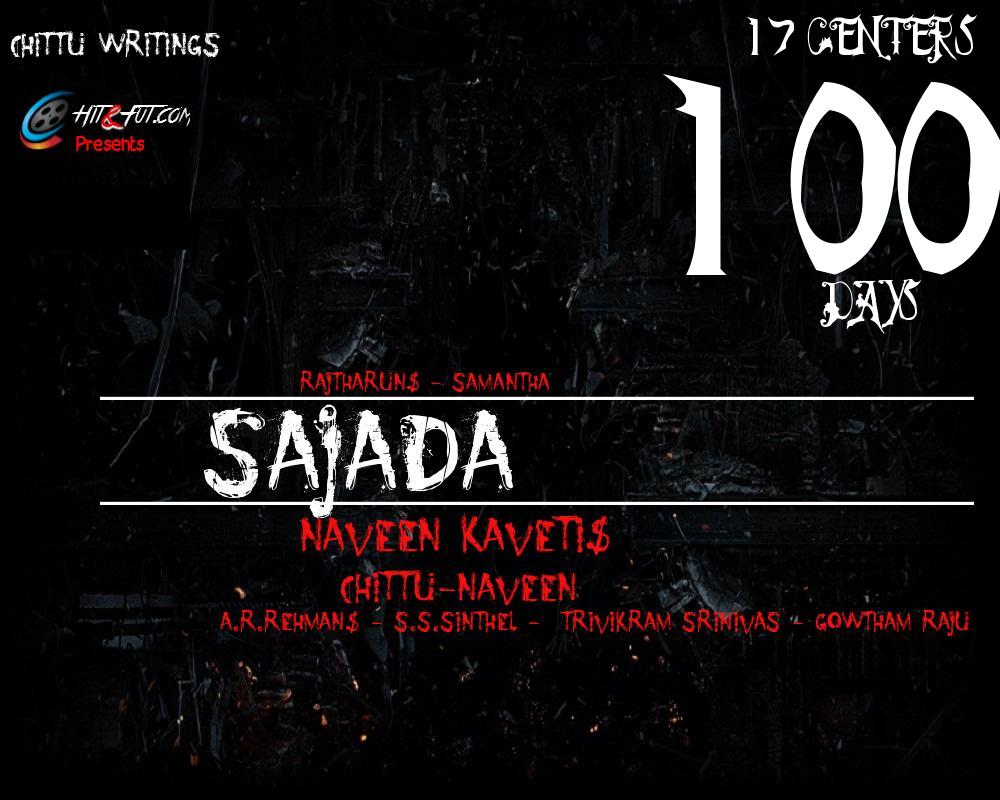 CHITTU WRITINGS
17 CENTERS
HIT&FUT.COM
Presents
100
DAYS
RAJTHARUN$ - SAMANTHA
SAJADA
NAVEEN KAVETI$
CHITTU-NAVEEN
A.R.REHMAN$ - S.S.SINTHEL - TRIVIKRAM SRINIVAS - GOWTHAM RAJU